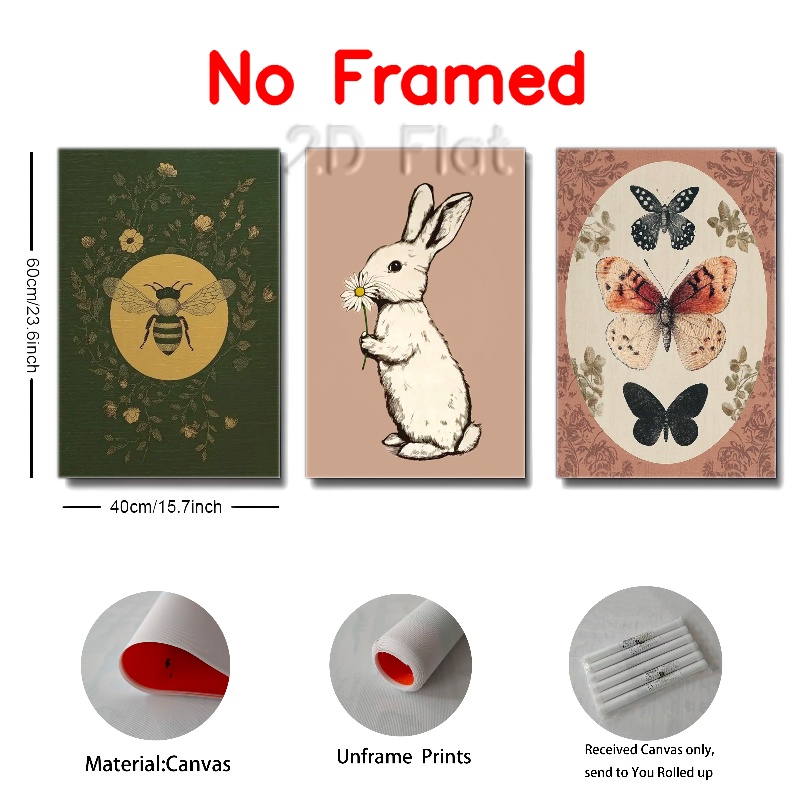 No Framed
2D Flat
60cm/23.6inch
40cm/15.7inch
Material:Canvas
Unframe Prints
Received Canvas only,
send to You Rolled up